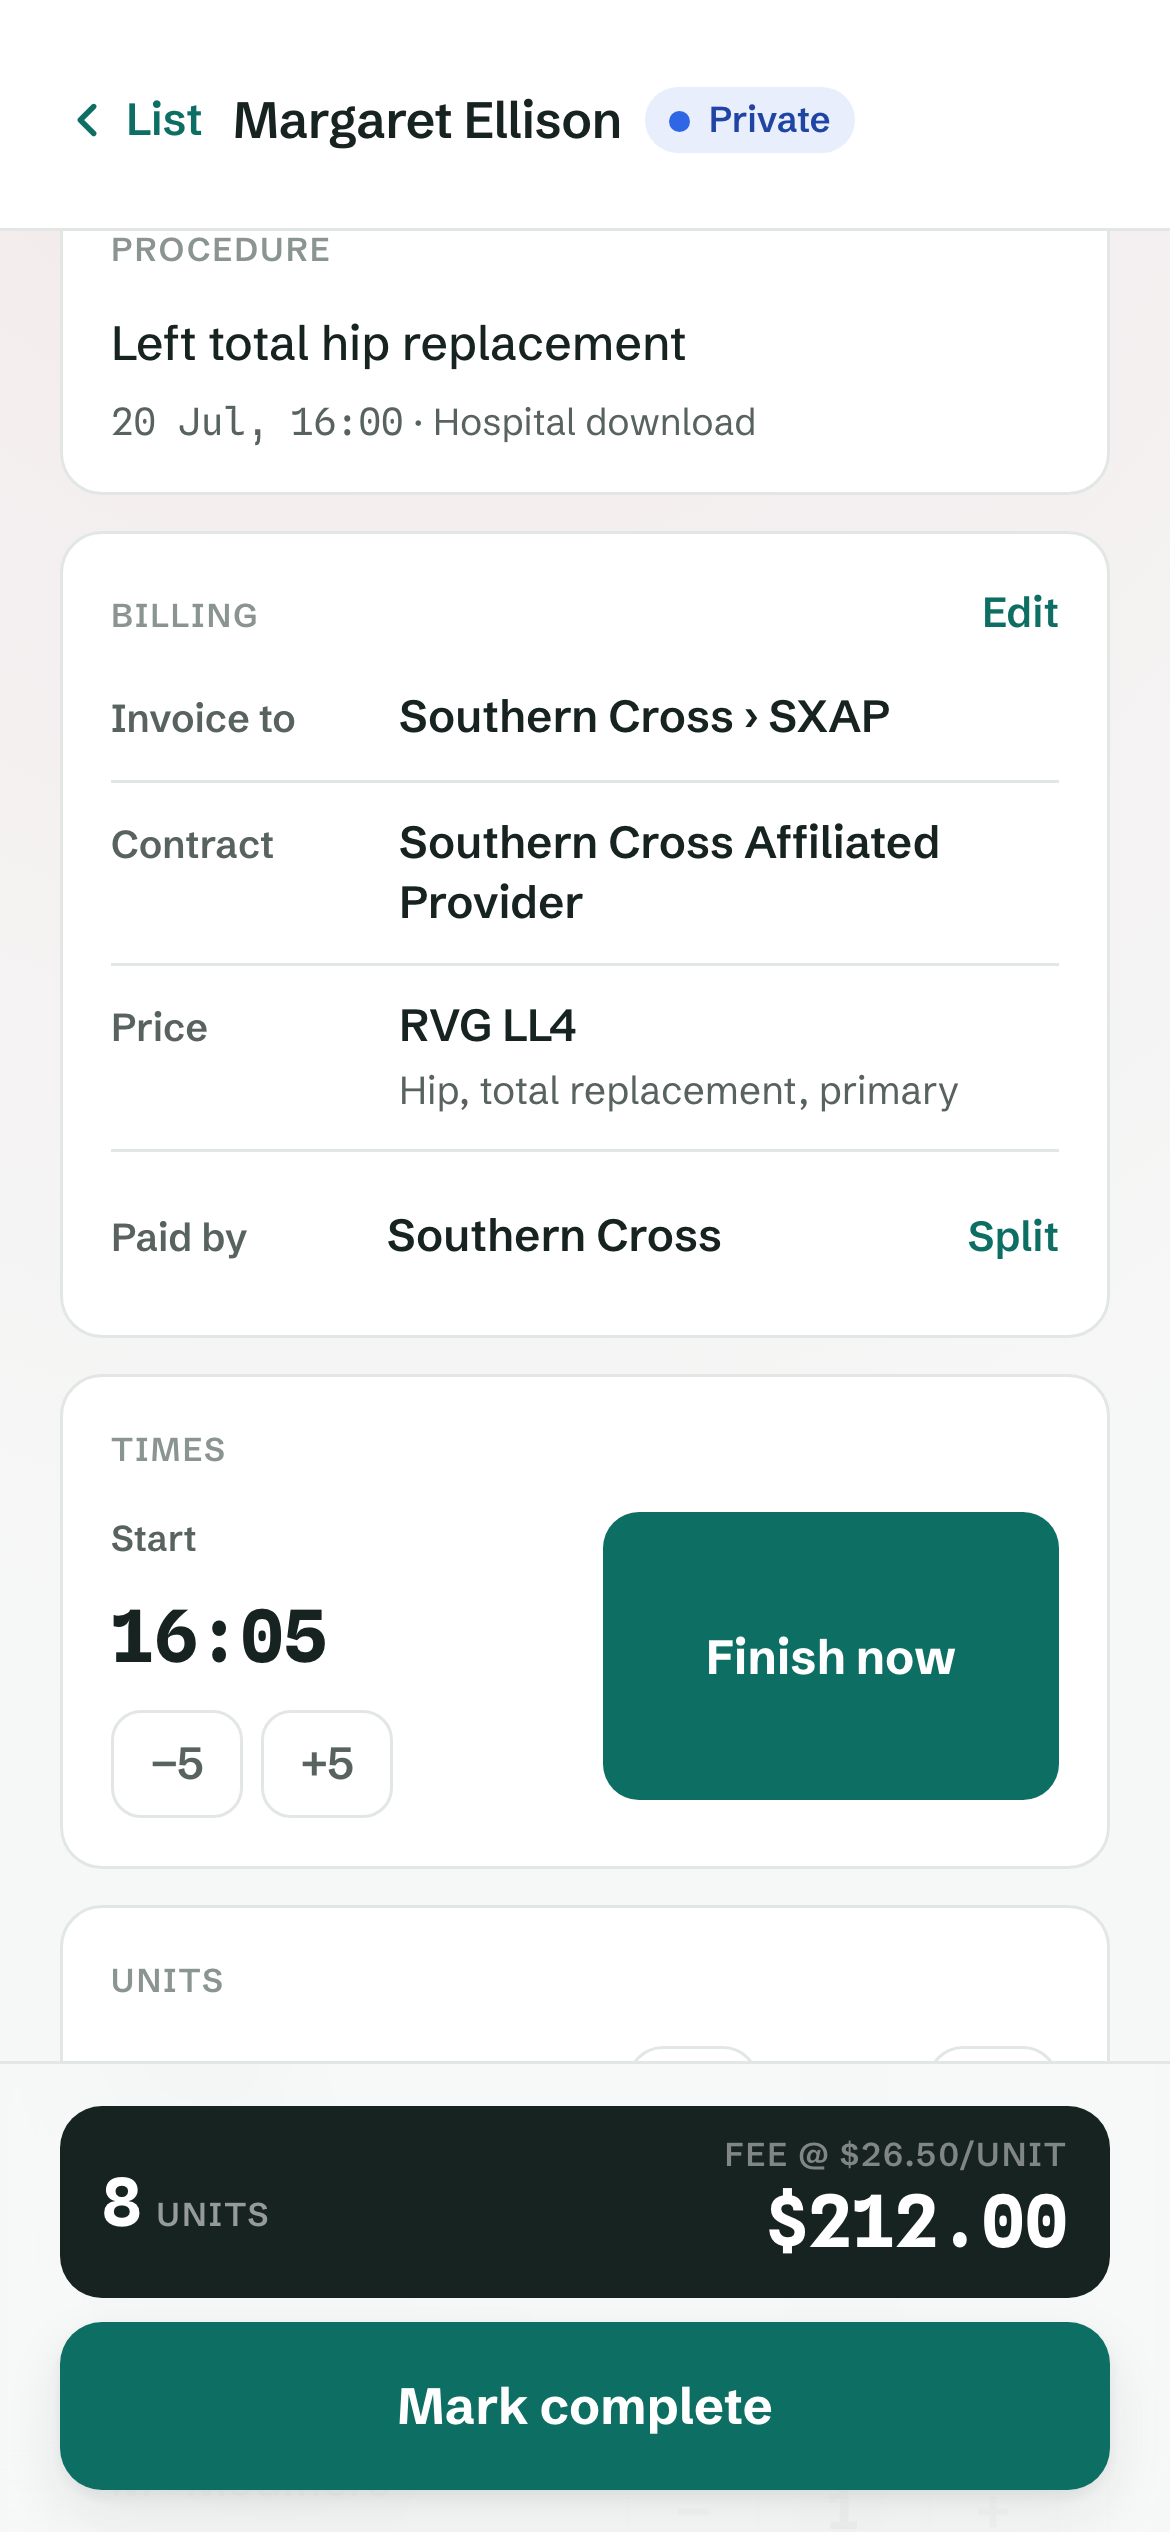 List Margaret Ellison Private
PROCEDURE
Left total hip replacement
20 Jul, 16:00 · Hospital download
BILLING Edit
Invoice to Southern Cross › SXAP
Contract Southern Cross Affiliated
Provider
Price RVG LL4
Hip, total replacement, primary
Paid by Southern Cross Split
TIMES
Start
16:05
Finish now
−5 +5
UNITS
8 UNITS
FEE @ $26.50/UNIT
$212.00
Mark complete
− 1 +